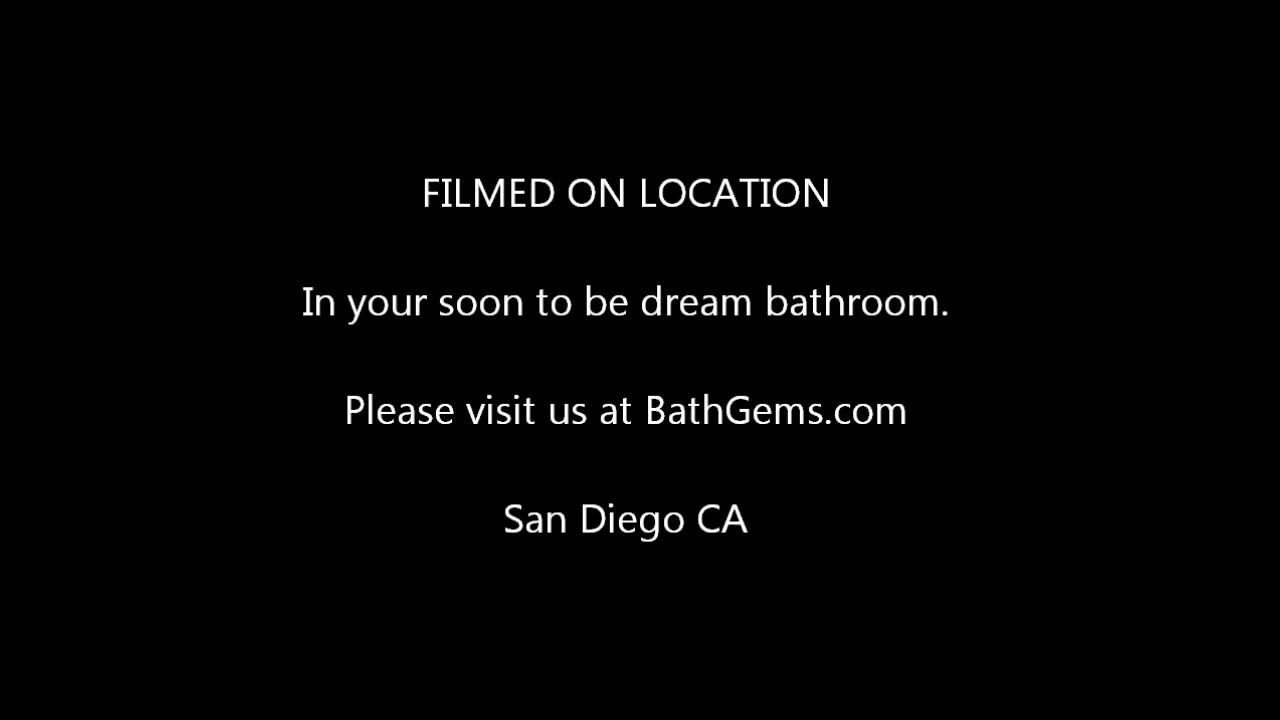 FILMED ON LOCATION
In your soon to be dream bathroom.
Please visit us at BathGems.com
San Diego CA